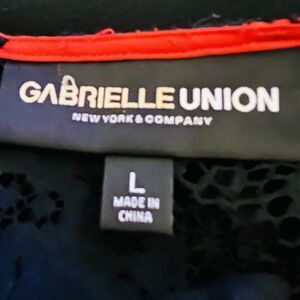 GABRIELLE UNION
NEW YORK & COMPANY
L
MADE IN
CHINA